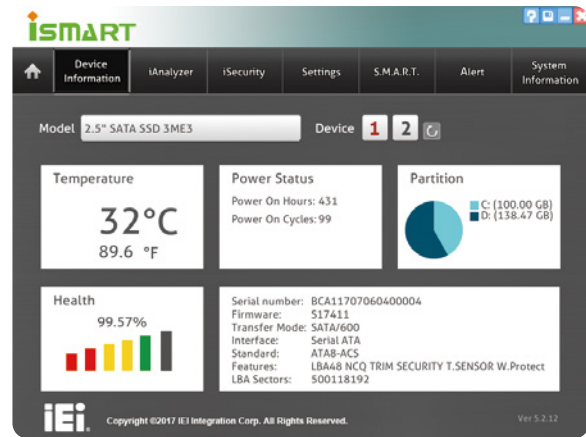 iSMART
Device Information
iAnalyzer
iSecurity
Settings
S.M.A.R.T.
Alert
System Information
Model 2.5" SATA SSD 3ME3 Device 1 2
Temperature
32°C
89.6 °F
Power Status
Power On Hours: 431
Power On Cycles: 99
Partition
C: (100.00 GB)
D: (138.47 GB)
Health
99.57%
Serial number: BCA11707060400004
Firmware: S17411
Transfer Mode: SATA/600
Interface: Serial ATA
Standard: ATA8-ACS
Features: LBA48 NCQ TRIM SECURITY T.SENSOR W.Protect
LBA Sectors: 500118192
iEi. Copyright ©2017 IEI Integration Corp. All Rights Reserved. Ver 5.2.12